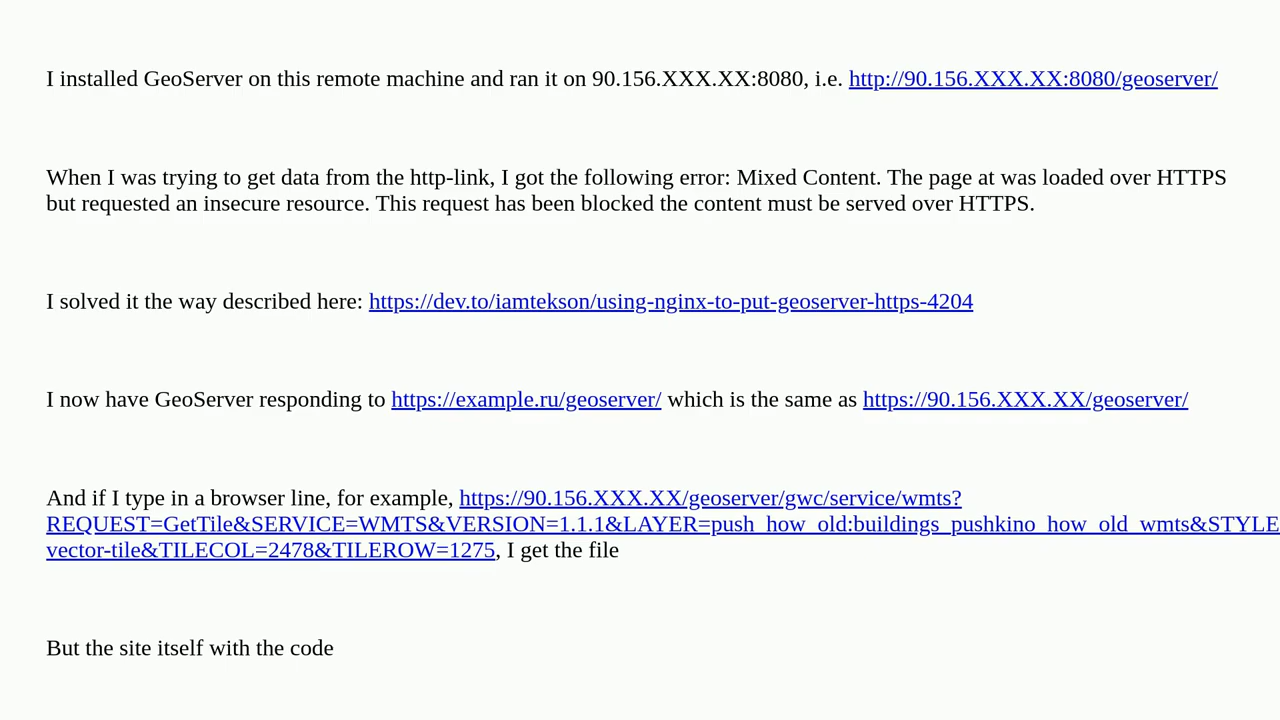 I installed GeoServer on this remote machine and ran it on 90.156.XXX.XX:8080, i.e. http://90.156.XXX.XX:8080/geoserver/
When I was trying to get data from the http-link, I got the following error: Mixed Content. The page at was loaded over HTTPS
but requested an insecure resource. This request has been blocked the content must be served over HTTPS.
I solved it the way described here: https://dev.to/iamtekson/using-nginx-to-put-geoserver-https-4204
I now have GeoServer responding to https://example.ru/geoserver/ which is the same as https://90.156.XXX.XX/geoserver/
And if I type in a browser line, for example, https://90.156.XXX.XX/geoserver/gwc/service/wmts?
REQUEST=GetTile&SERVICE=WMTS&VERSION=1.1.1&LAYER=push_how_old:buildings_pushkino_how_old_wmts&STYLE
vector-tile&TILECOL=2478&TILEROW=1275, I get the file
But the site itself with the code